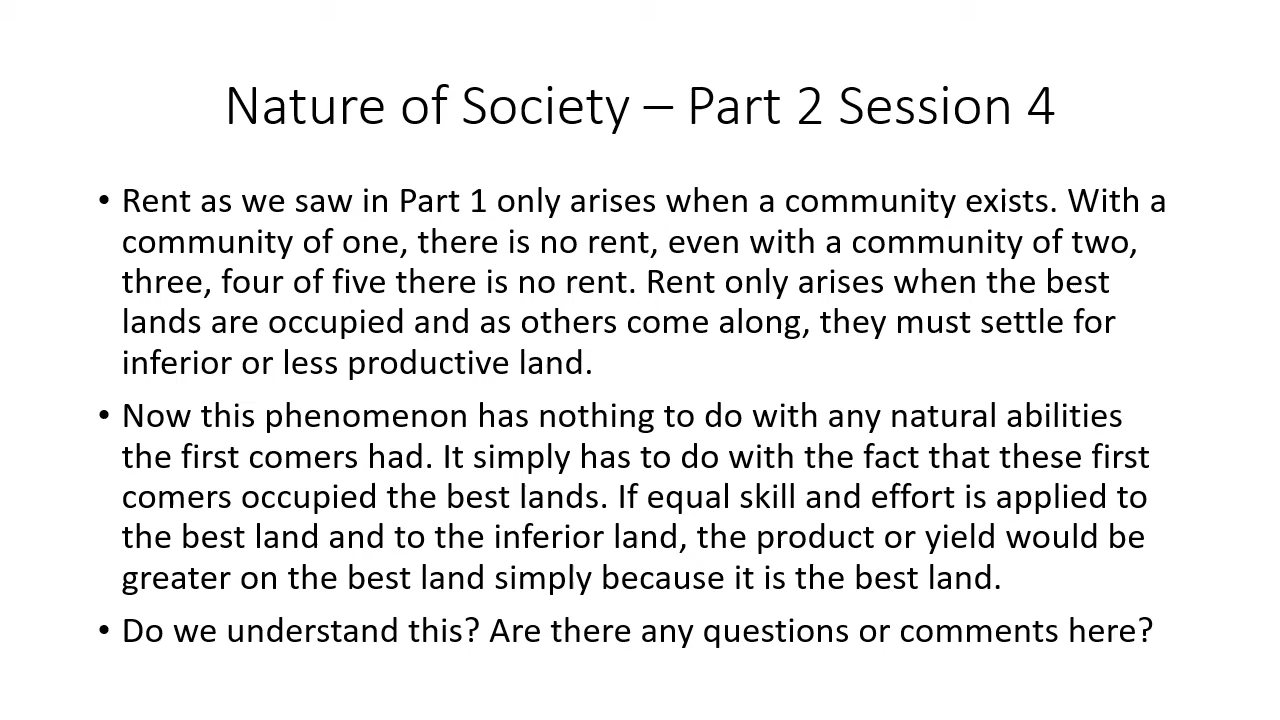 Nature of Society – Part 2 Session 4
• Rent as we saw in Part 1 only arises when a community exists. With a
community of one, there is no rent, even with a community of two,
three, four of five there is no rent. Rent only arises when the best
lands are occupied and as others come along, they must settle for
inferior or less productive land.
• Now this phenomenon has nothing to do with any natural abilities
the first comers had. It simply has to do with the fact that these first
comers occupied the best lands. If equal skill and effort is applied to
the best land and to the inferior land, the product or yield would be
greater on the best land simply because it is the best land.
• Do we understand this? Are there any questions or comments here?